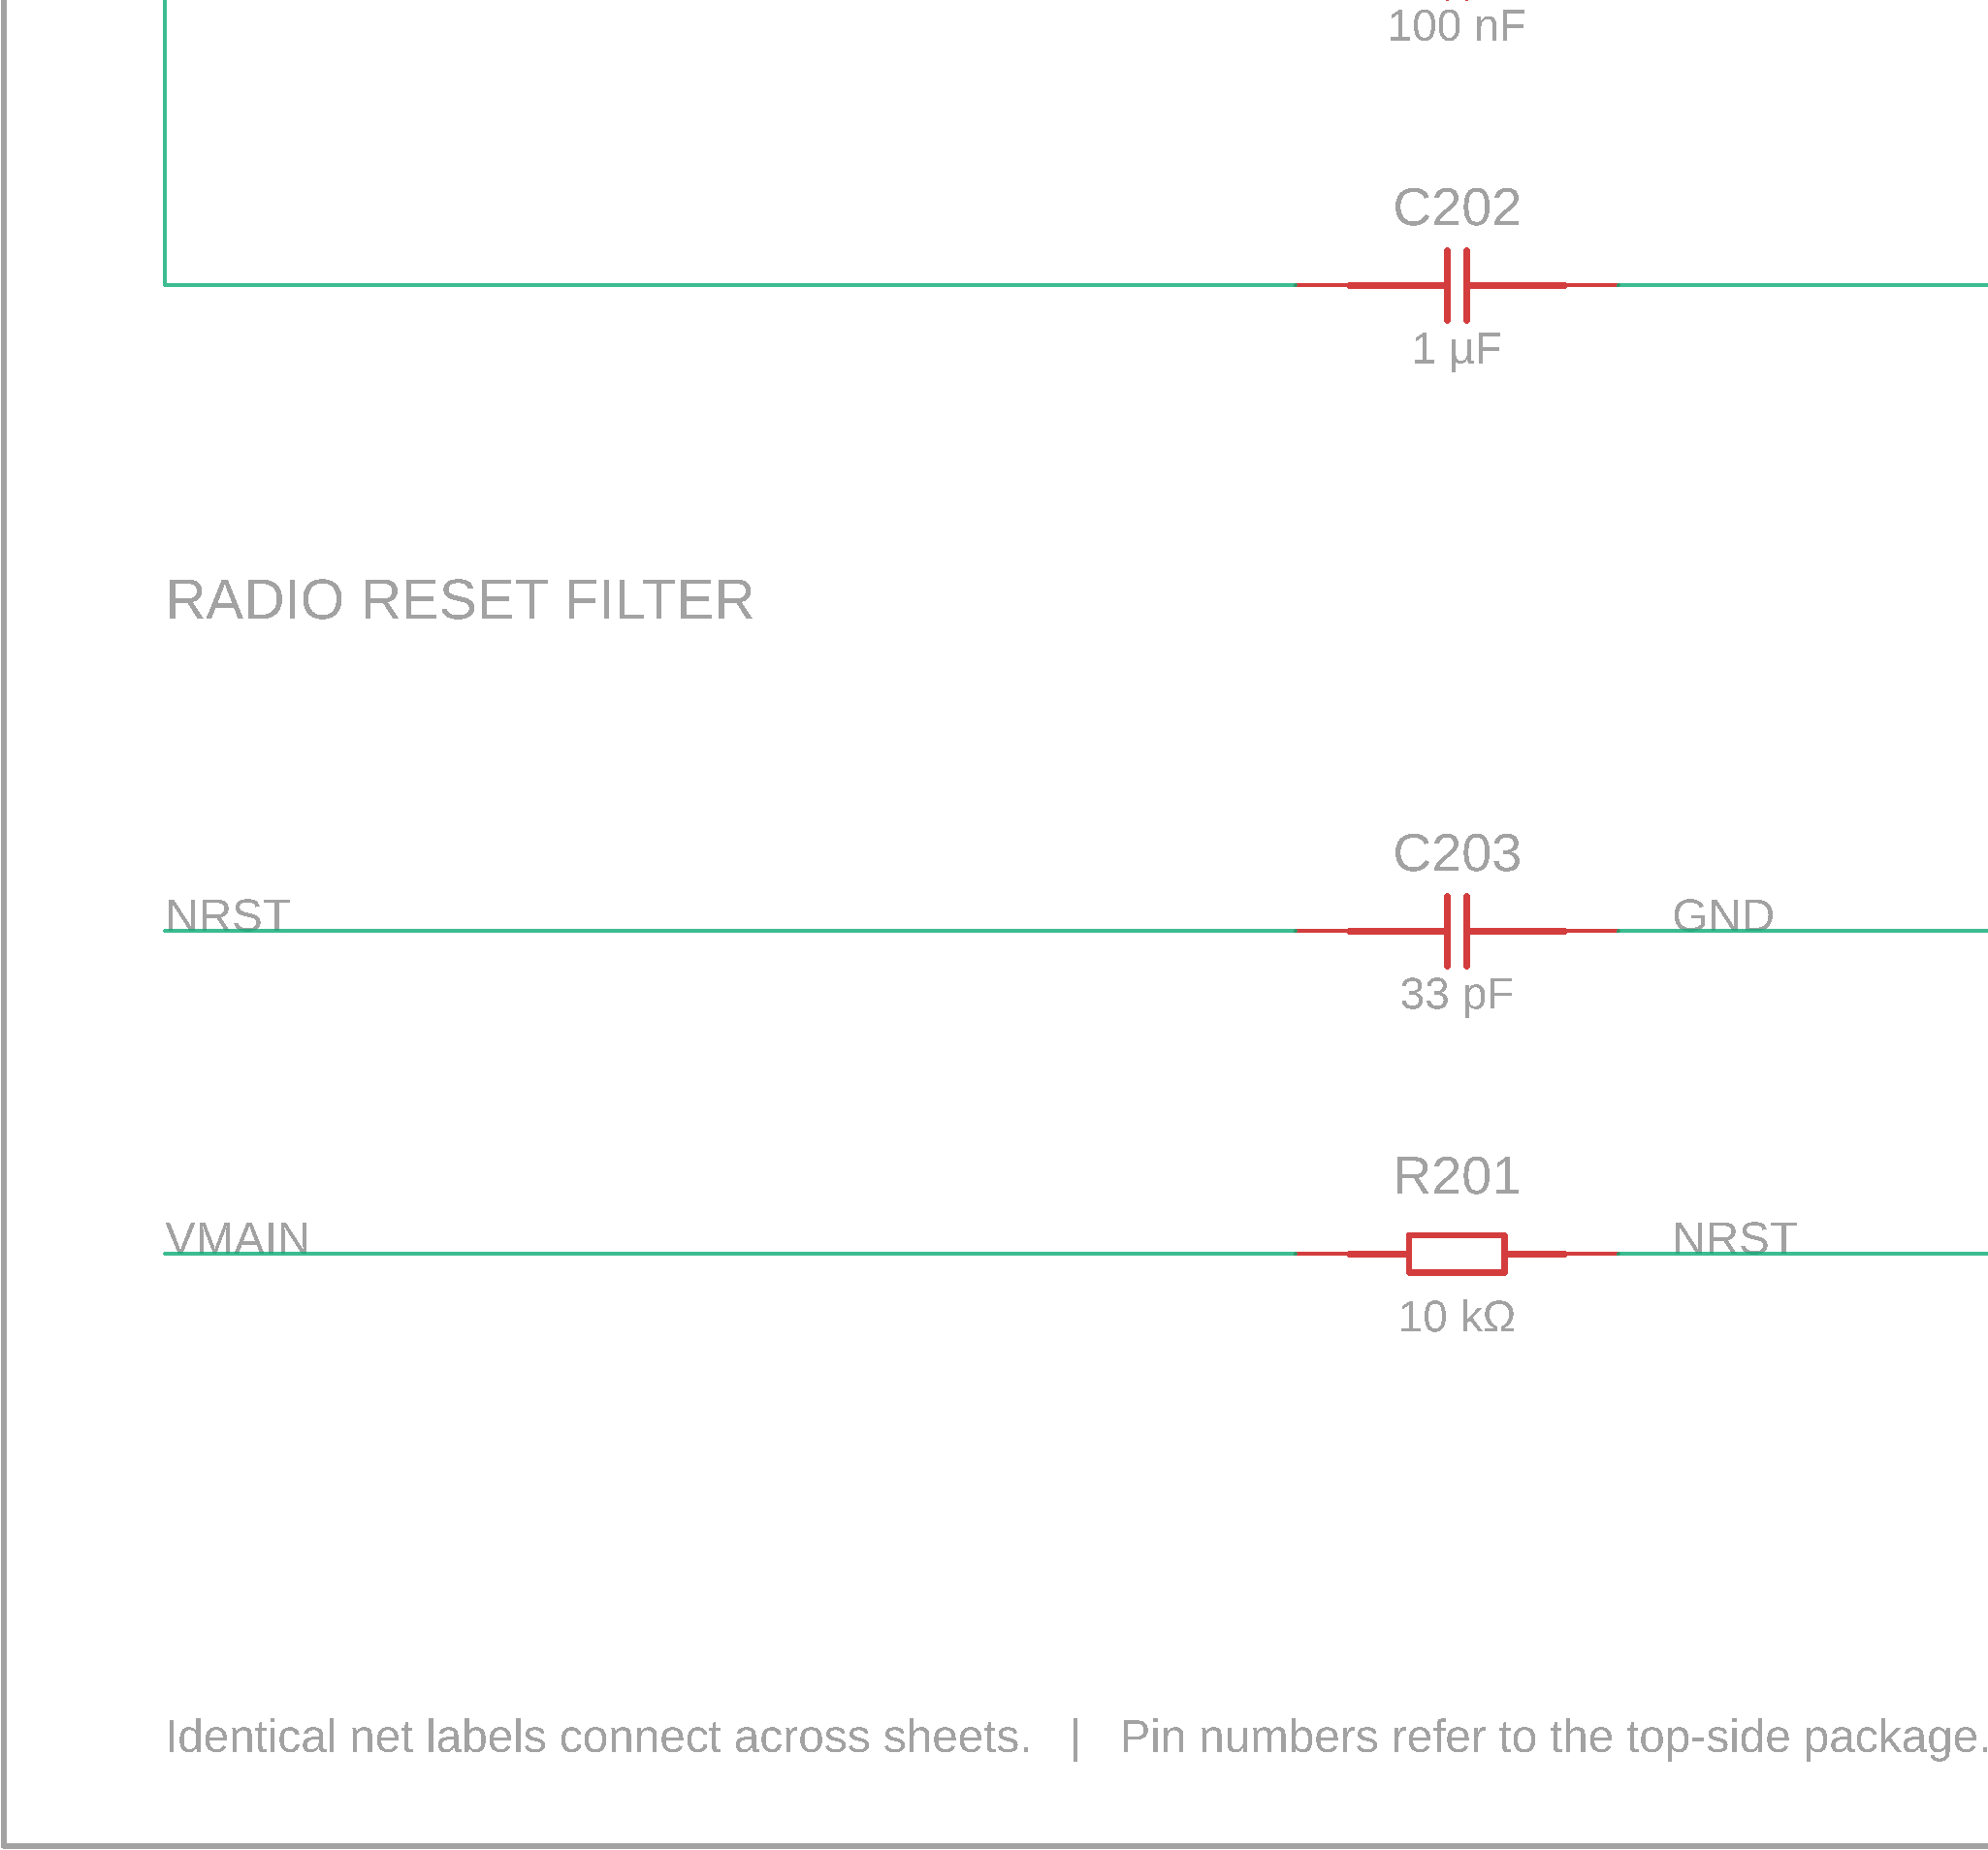 100 nF
C202
1 µF
RADIO RESET FILTER
C203
NRST
GND
33 pF
R201
VMAIN
NRST
10 kΩ
Identical net labels connect across sheets. | Pin numbers refer to the top-side package.